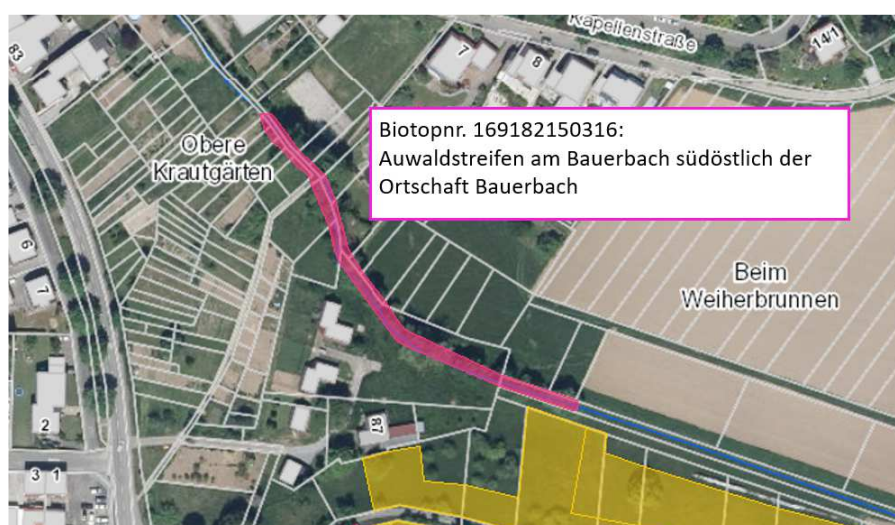 Kapellenstraße
83
7
8
14/1
Biotopnr. 169182150316:
Auwaldstreifen am Bauerbach südöstlich der
Ortschaft Bauerbach
Obere
Krautgärten
6
7
Beim
Weiherbrunnen
2
87
3 1